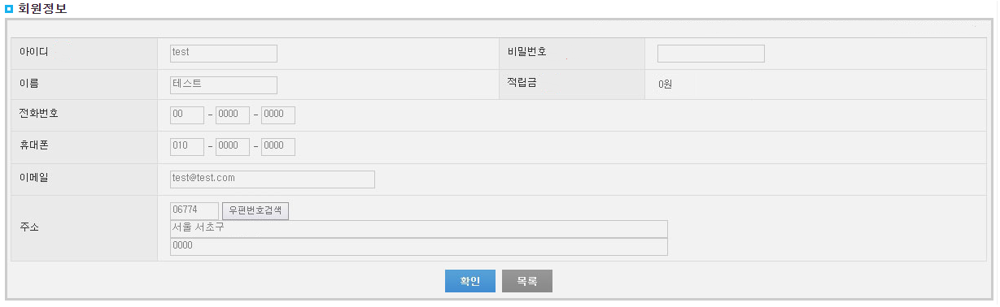 회원정보
아이디 test 비밀번호
이름 테스트 적립금 0원
전화번호 00 - 0000 - 0000
휴대폰 010 - 0000 - 0000
이메일 test@test.com
06774 우편번호검색
주소 서울 서초구
0000
확인 목록